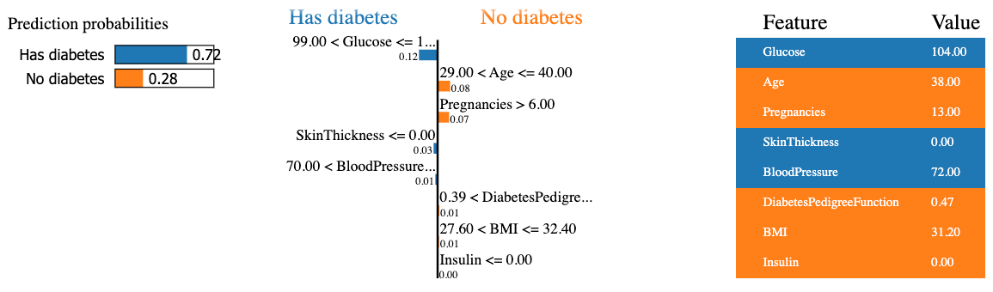 Prediction probabilities
Has diabetes 0.72
No diabetes 0.28
Has diabetes No diabetes
99.00 < Glucose <= 1...
0.12
29.00 < Age <= 40.00
0.08
Pregnancies > 6.00
0.07
SkinThickness <= 0.00
0.03
70.00 < BloodPressure...
0.01
0.39 < DiabetesPedigre...
0.01
27.60 < BMI <= 32.40
0.01
Insulin <= 0.00
0.00
Feature Value
Glucose 104.00
Age 38.00
Pregnancies 13.00
SkinThickness 0.00
BloodPressure 72.00
DiabetesPedigreeFunction 0.47
BMI 31.20
Insulin 0.00